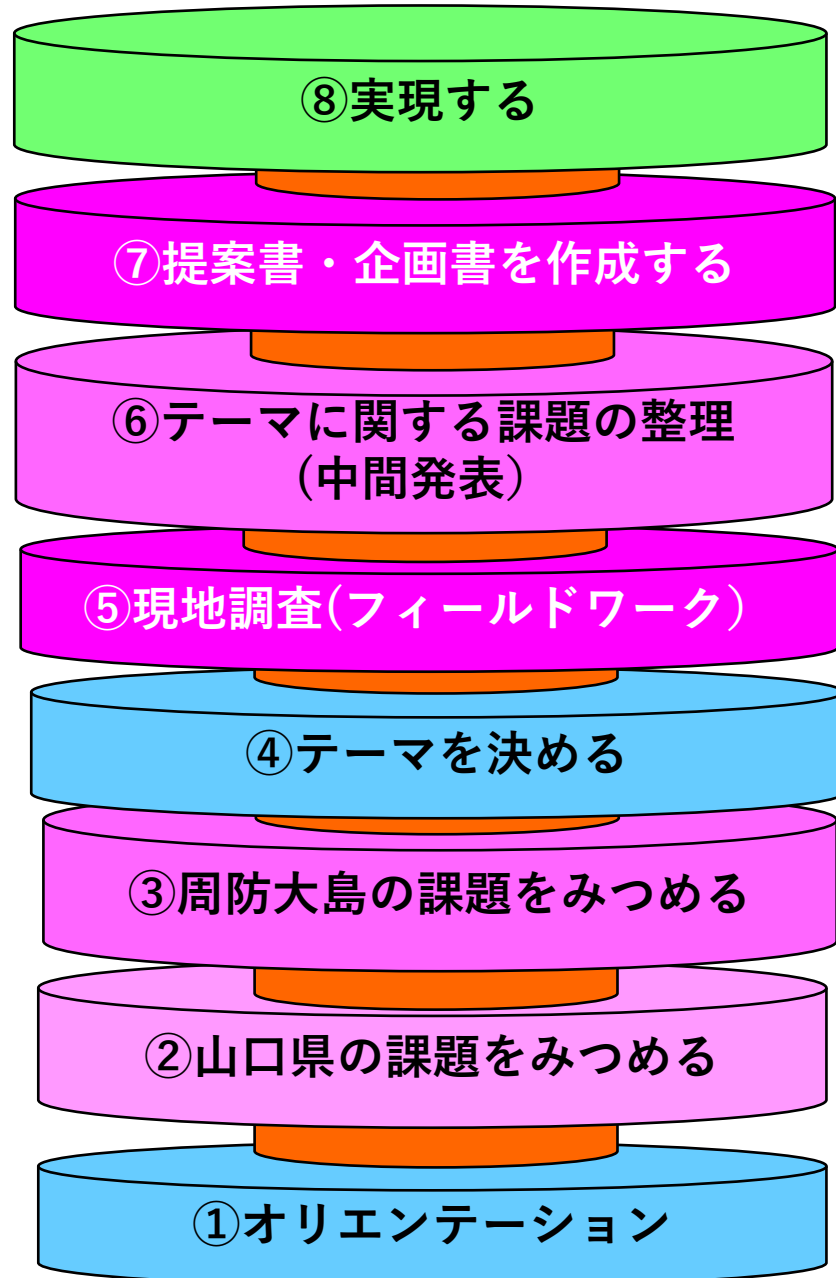 ⑧実現する
⑦提案書・企画書を作成する
⑥テーマに関する課題の整理
(中間発表)
⑤現地調査(フィールドワーク)
④テーマを決める
③周防大島の課題をみつめる
②山口県の課題をみつめる
①オリエンテーション